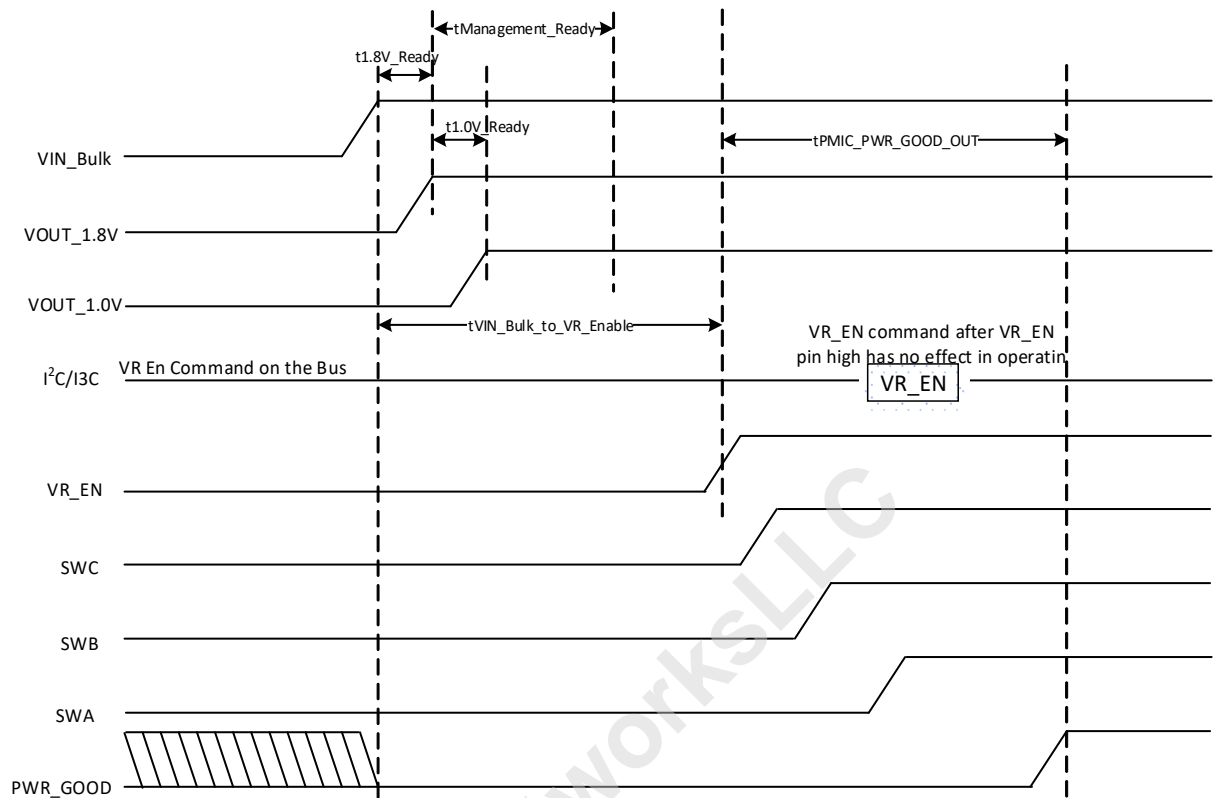 tManagement_Ready
t1.8V_Ready
t1.0V_Ready
tPMIC_PWR_GOOD_OUT
VIN_Bulk
VOUT_1.8V
VOUT_1.0V
tVIN_Bulk_to_VR_Enable
VR_EN command after VR_EN
pin high has no effect in operatin
VR En Command on the Bus
I²C/I3C
VR_EN
VR_EN
SWC
SWB
SWA
PWR_GOOD
worksLLC